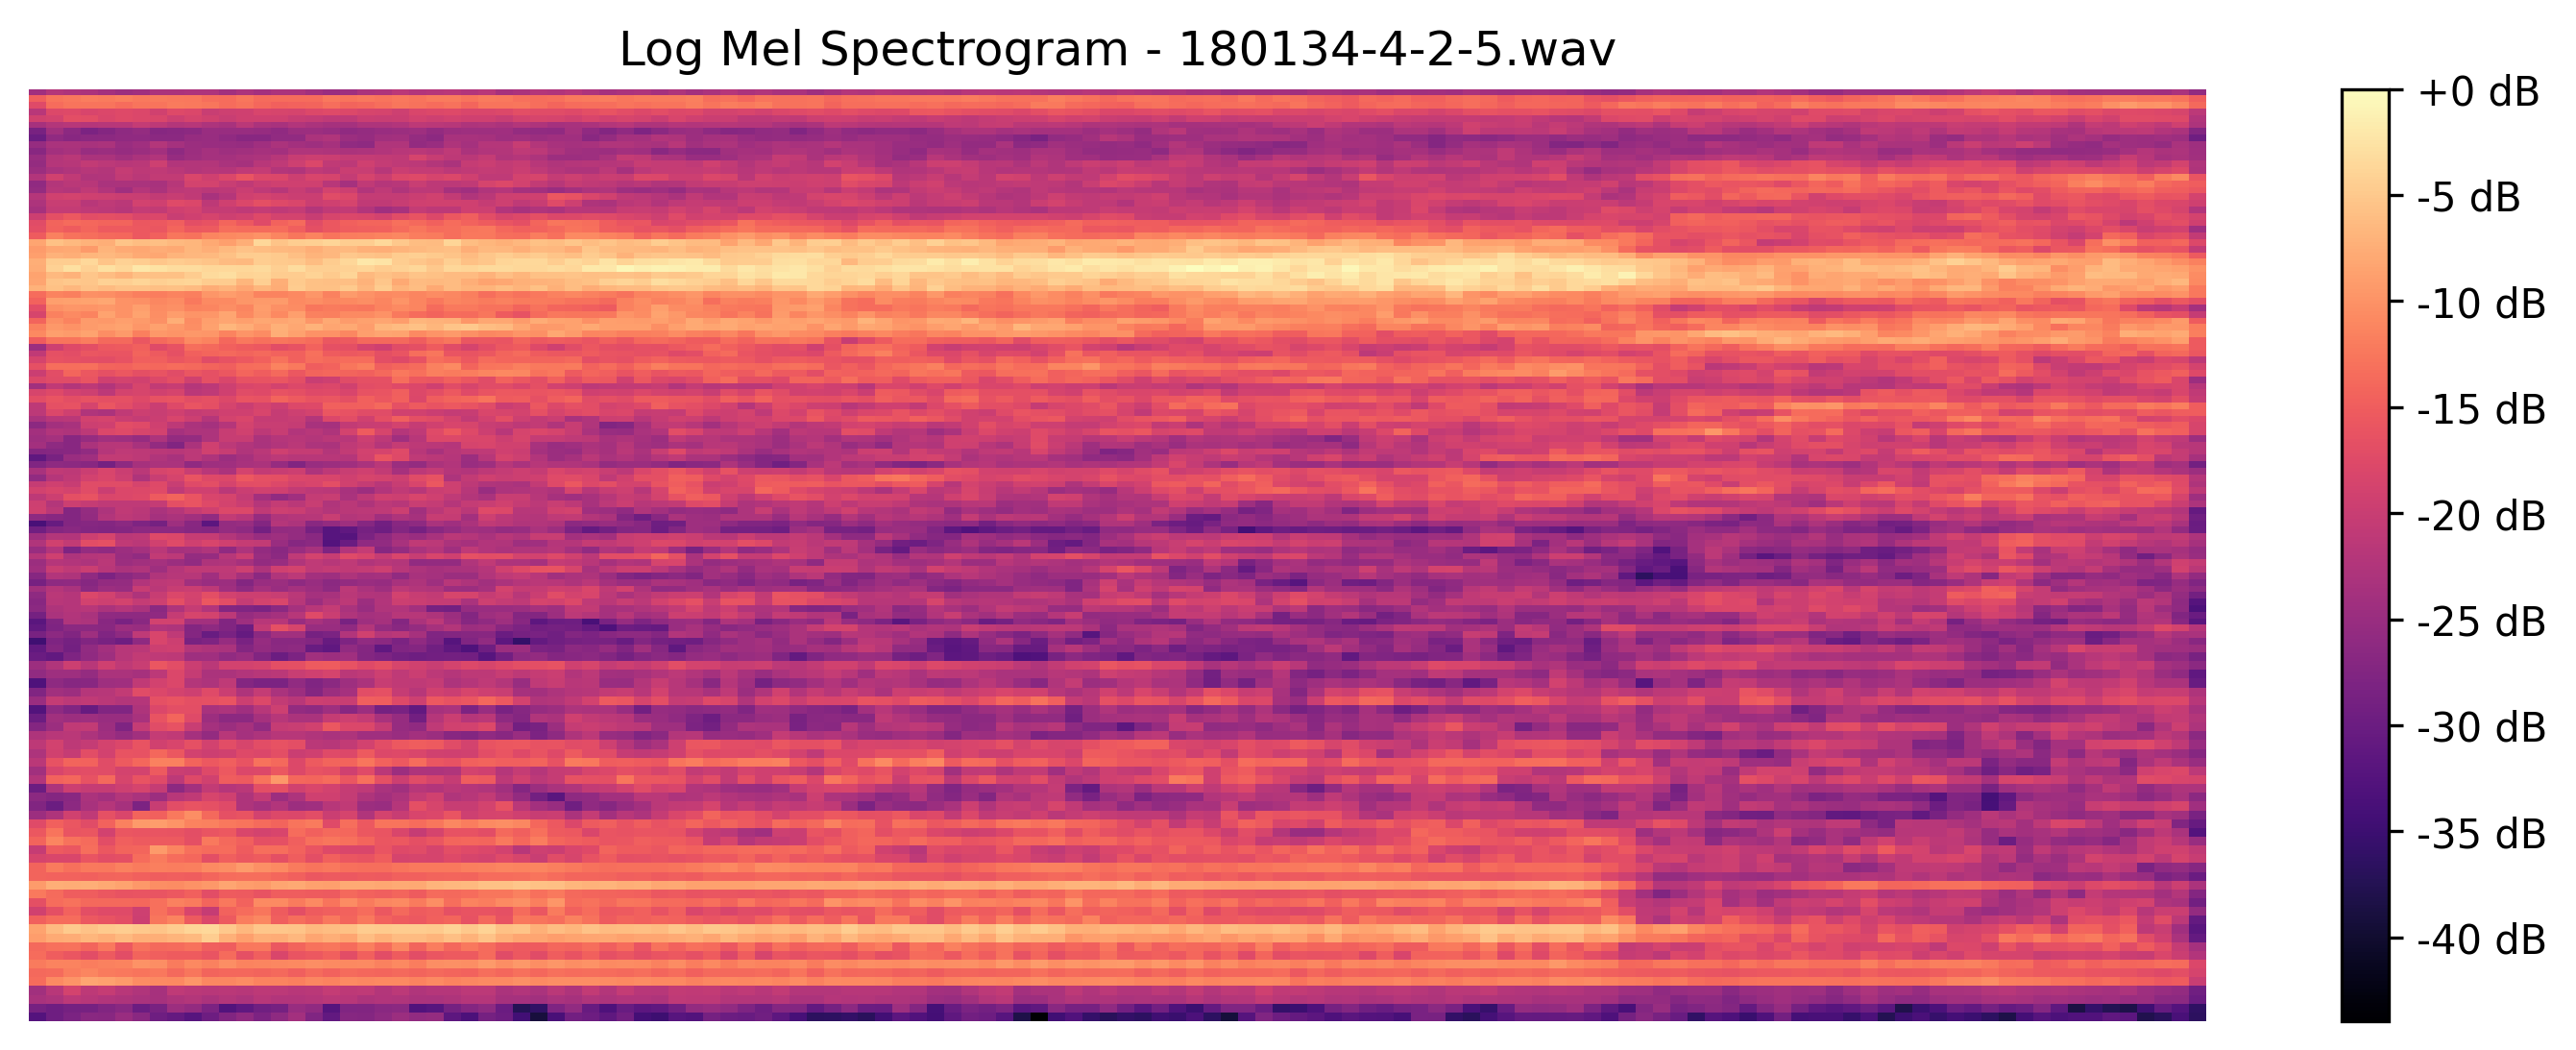 Log Mel Spectrogram - 180134-4-2-5.wav
+0 dB
-5 dB
-10 dB
-15 dB
-20 dB
-25 dB
-30 dB
-35 dB
-40 dB